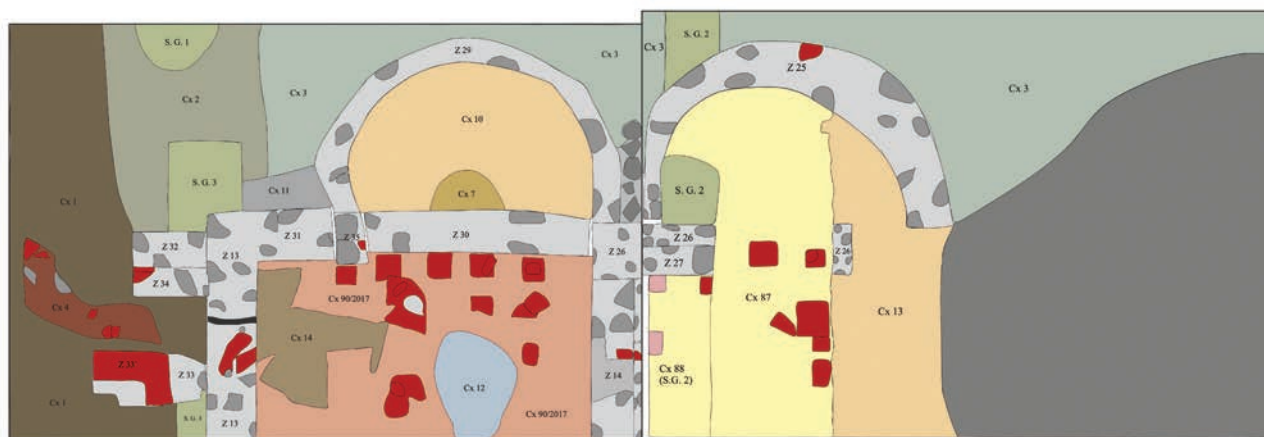 S. G. 1
Cx 2
Cx 3
Z 29
Cx 3
Cx 10
S. G. 3
Cx 11
Cx 7
Cx 1
Z 32
Z 34
Z 13
Z 31
Z 30
Z 26
Cx 4
Cx 90/2017
Cx 14
Cx 12
Z 33
Z 14
Cx 1
Cx 90/2017
Z 13
Cx 3
S. G. 2
Z 25
Cx 3
S. G. 2
Z 26
Z 27
Cx 87
Cx 13
Cx 88
(S.G. 2)